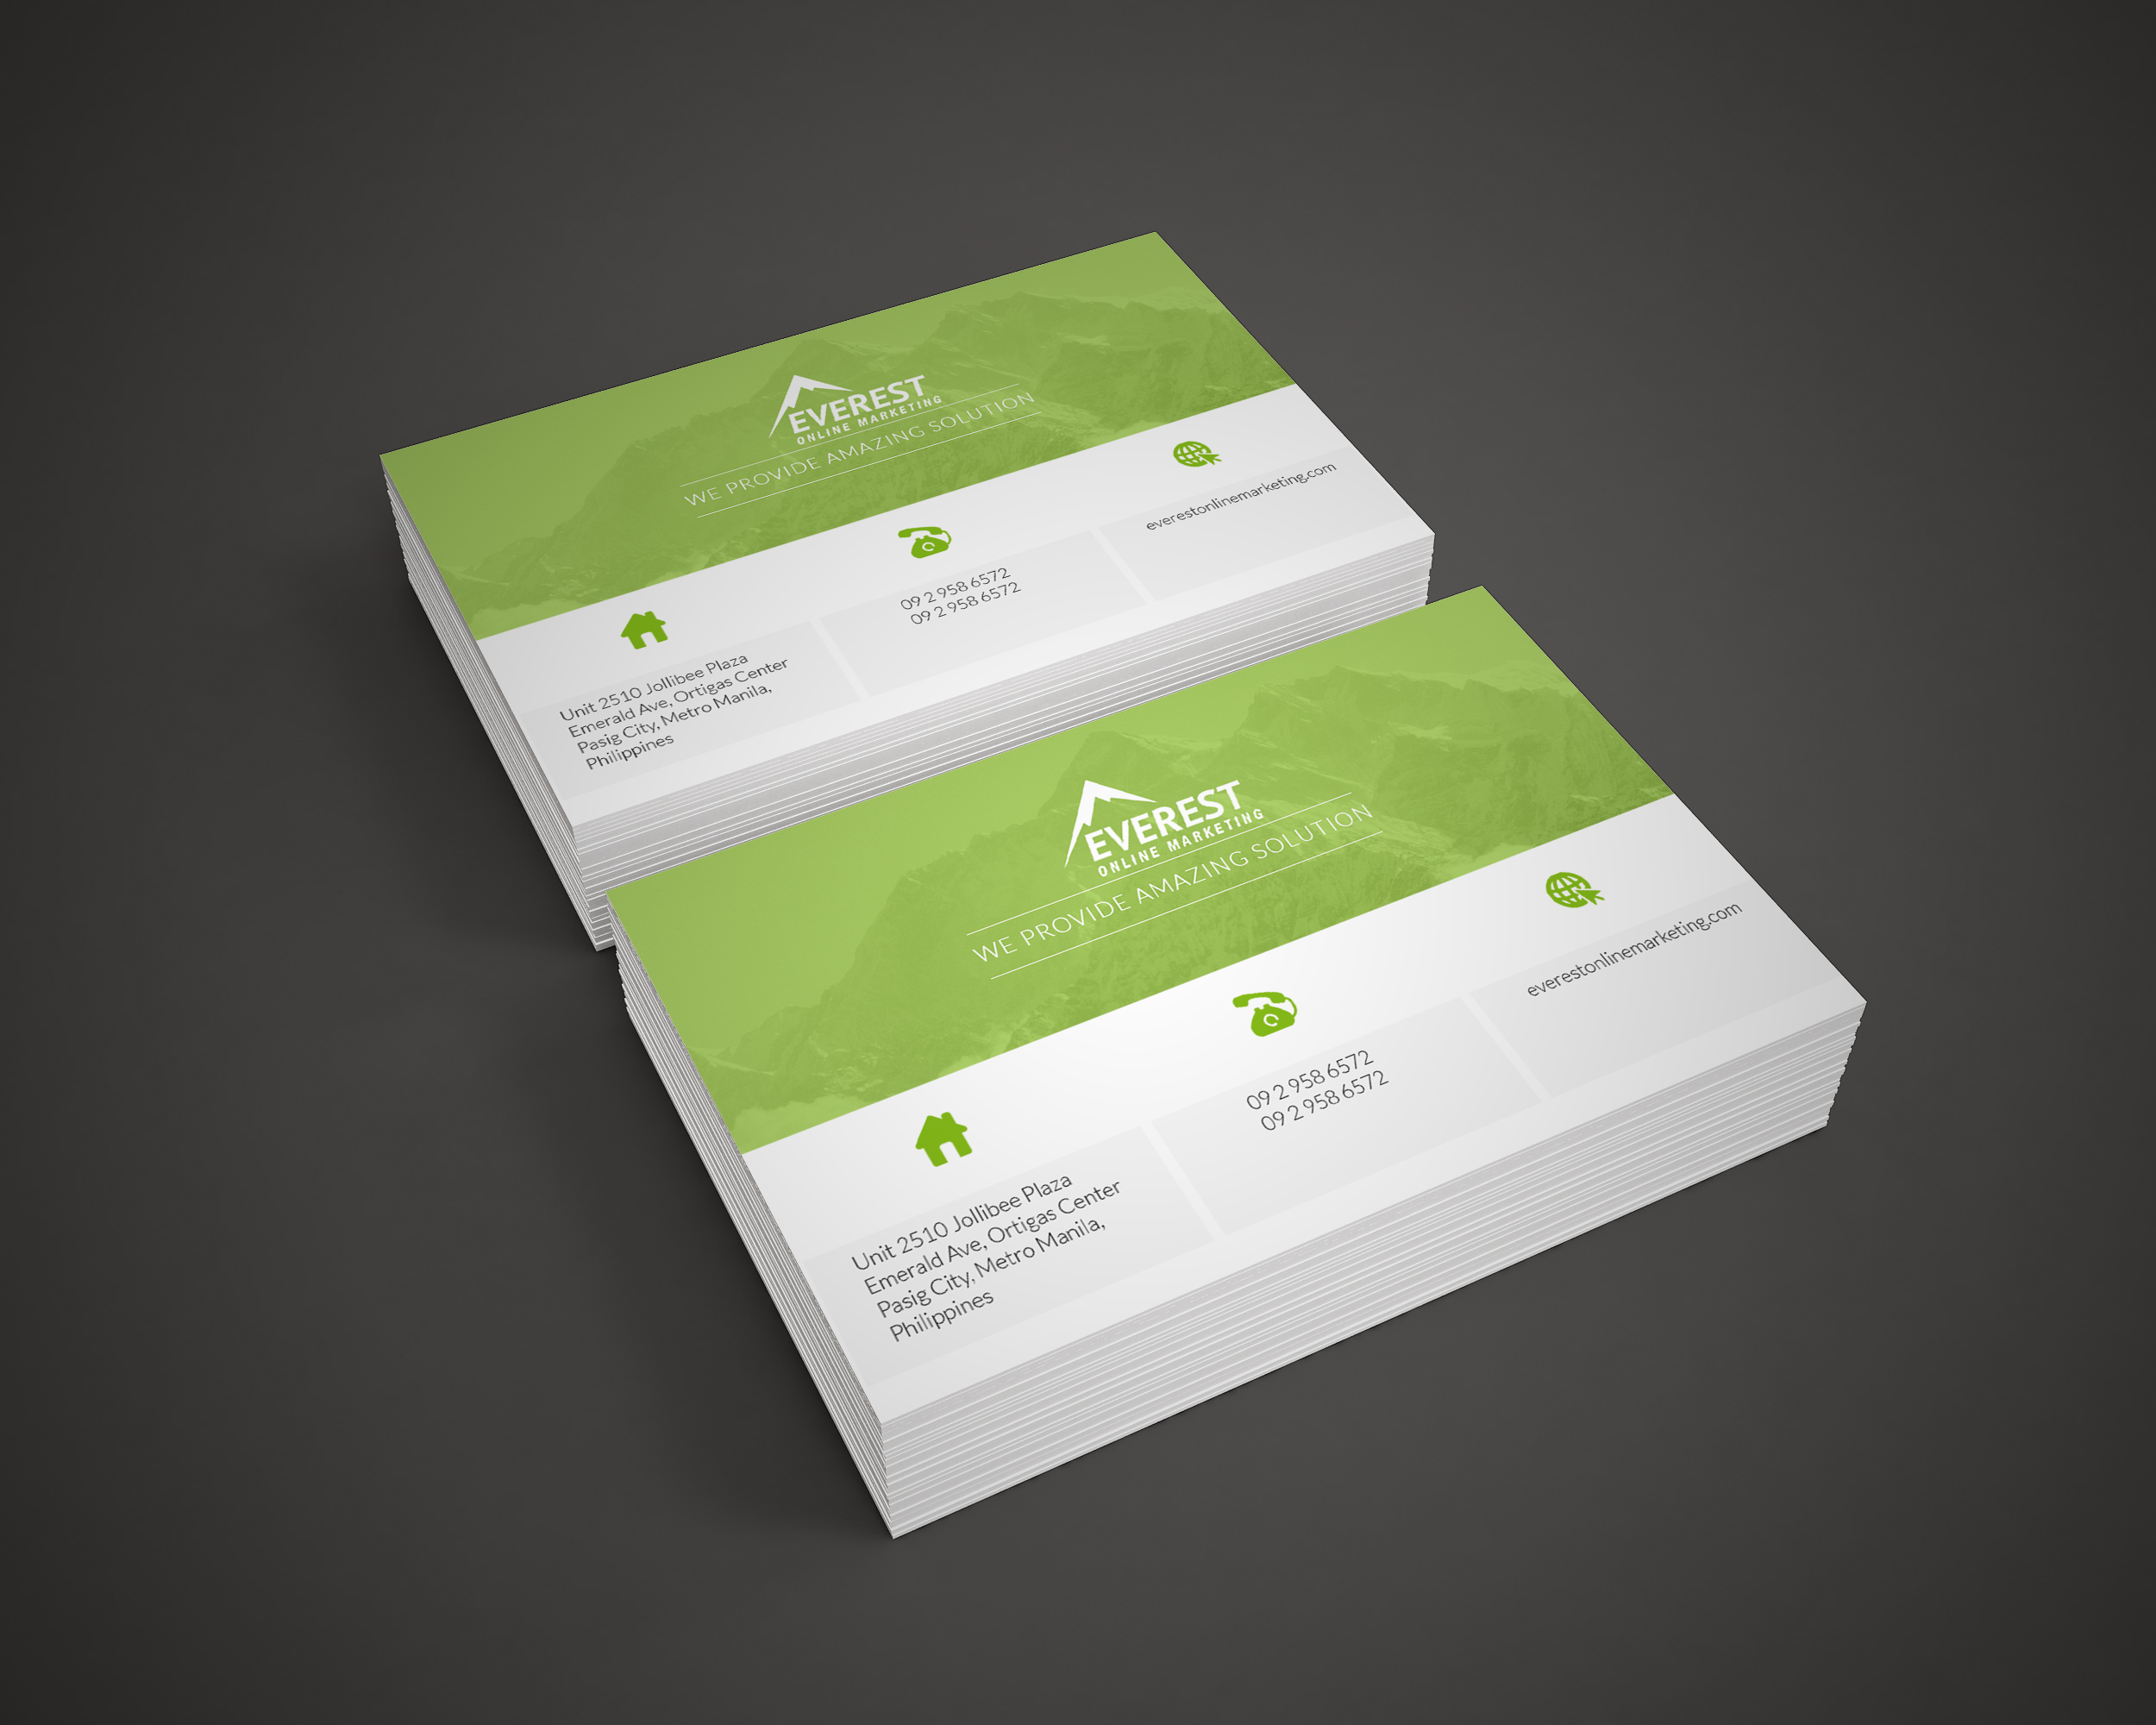 EVEREST
ONLINE MARKETING
WE PROVIDE AMAZING SOLUTION
Unit 2510 Jollibee Plaza
Emerald Ave, Ortigas Center
Pasig City, Metro Manila,
Philippines
09 2 958 6572
09 2 958 6572
everestonlinemarketing.com
EVEREST
ONLINE MARKETING
WE PROVIDE AMAZING SOLUTION
Unit 2510 Jollibee Plaza
Emerald Ave, Ortigas Center
Pasig City, Metro Manila,
Philippines
09 2 958 6572
09 2 958 6572
everestonlinemarketing.com